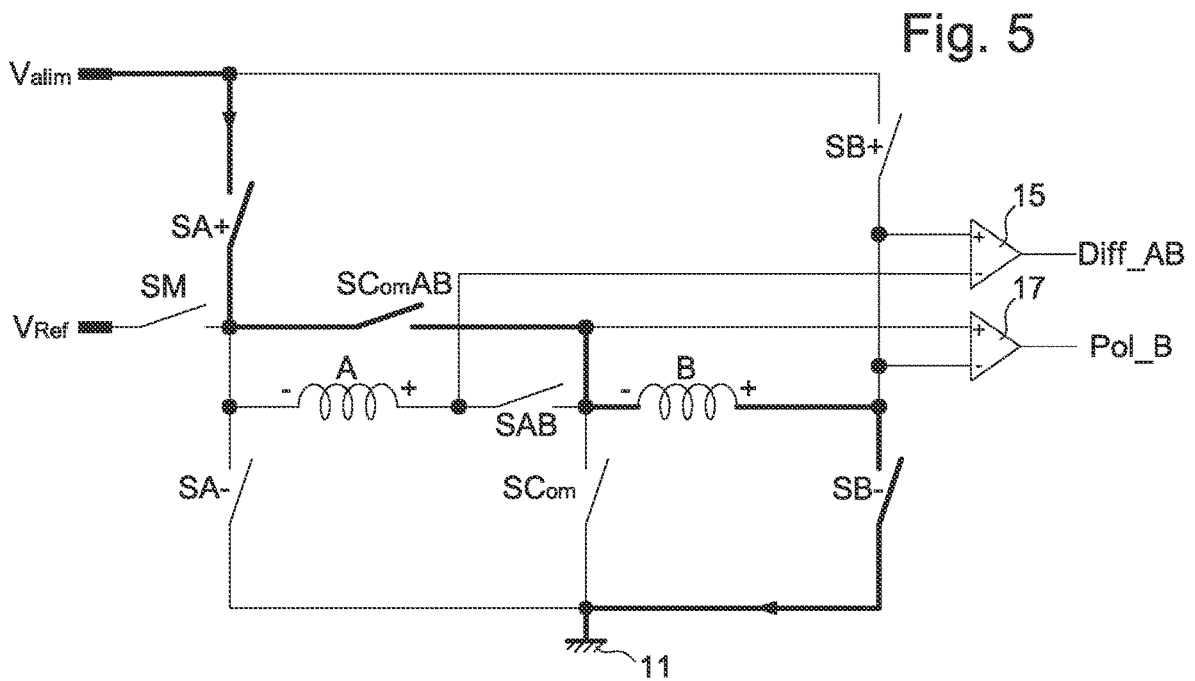 Fig. 5
Valim
SB+
15
SA+
+
-
Diff_AB
SM
SComAB
17
VRef
+
-
Pol_B
- A +
- B +
SAB
SA-
SCom
SB-
11